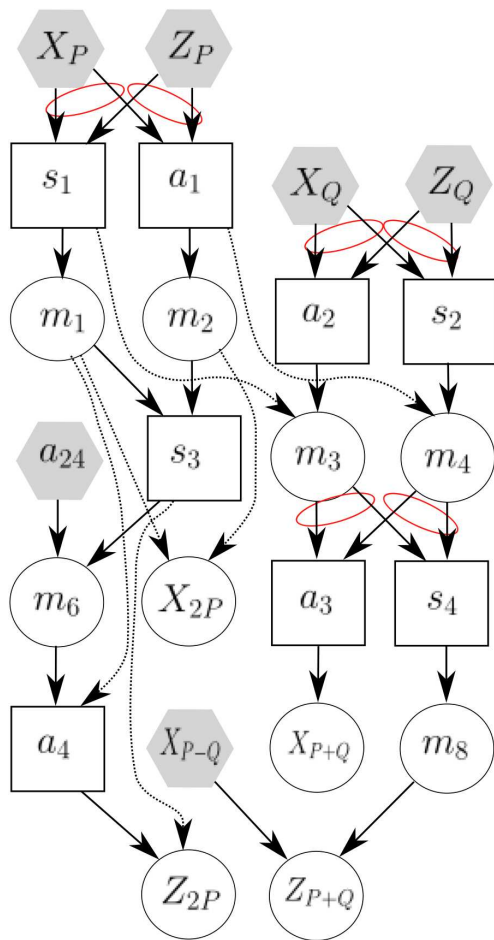 X_P Z_P
s_1 a_1
X_Q Z_Q
m_1 m_2 a_2 s_2
a_24 s_3 m_3 m_4
m_6 X_2P a_3 s_4
a_4 X_P−Q X_P+Q m_8
Z_2P Z_P+Q